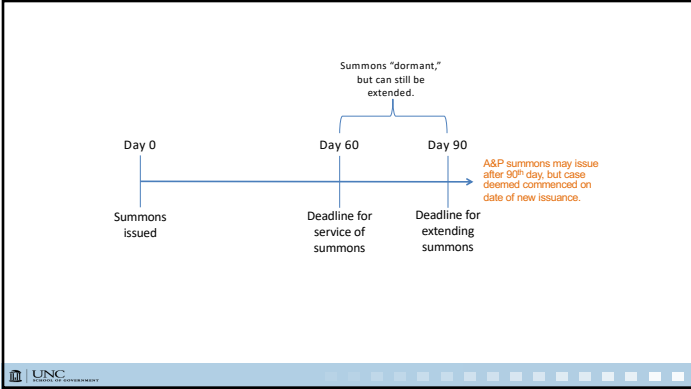 Summons “dormant,”
but can still be
extended.
Day 0
Day 60
Day 90
A&P summons may issue
after 90th day, but case
deemed commenced on
date of new issuance.
Summons
issued
Deadline for
service of
summons
Deadline for
extending
summons
UNC
SCHOOL OF GOVERNMENT